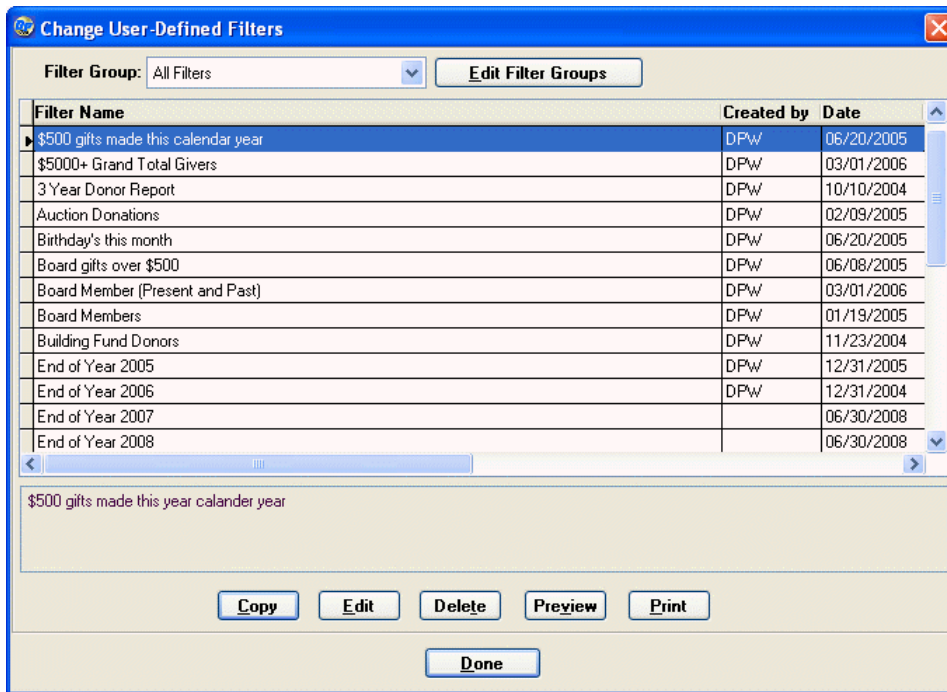 Change User-Defined Filters
Filter Group: All Filters Edit Filter Groups
Filter Name Created by Date
$500 gifts made this calendar year DPW 06/20/2005
$5000+ Grand Total Givers DPW 03/01/2006
3 Year Donor Report DPW 10/10/2004
Auction Donations DPW 02/09/2005
Birthday's this month DPW 06/20/2005
Board gifts over $500 DPW 06/08/2005
Board Member (Present and Past) DPW 03/01/2006
Board Members DPW 01/19/2005
Building Fund Donors DPW 11/23/2004
End of Year 2005 DPW 12/31/2005
End of Year 2006 DPW 12/31/2004
End of Year 2007 06/30/2008
End of Year 2008 06/30/2008
$500 gifts made this year calander year
Copy Edit Delete Preview Print
Done